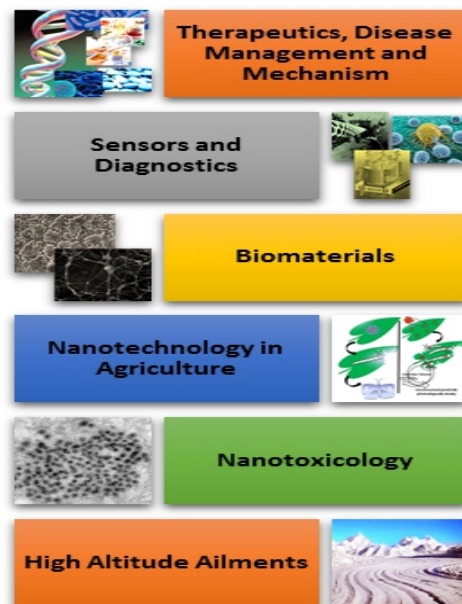 Therapeutics, Disease
Management and
Mechanism
Sensors and
Diagnostics
Biomaterials
Nanotechnology in
Agriculture
Nanotoxicology
High Altitude Ailments